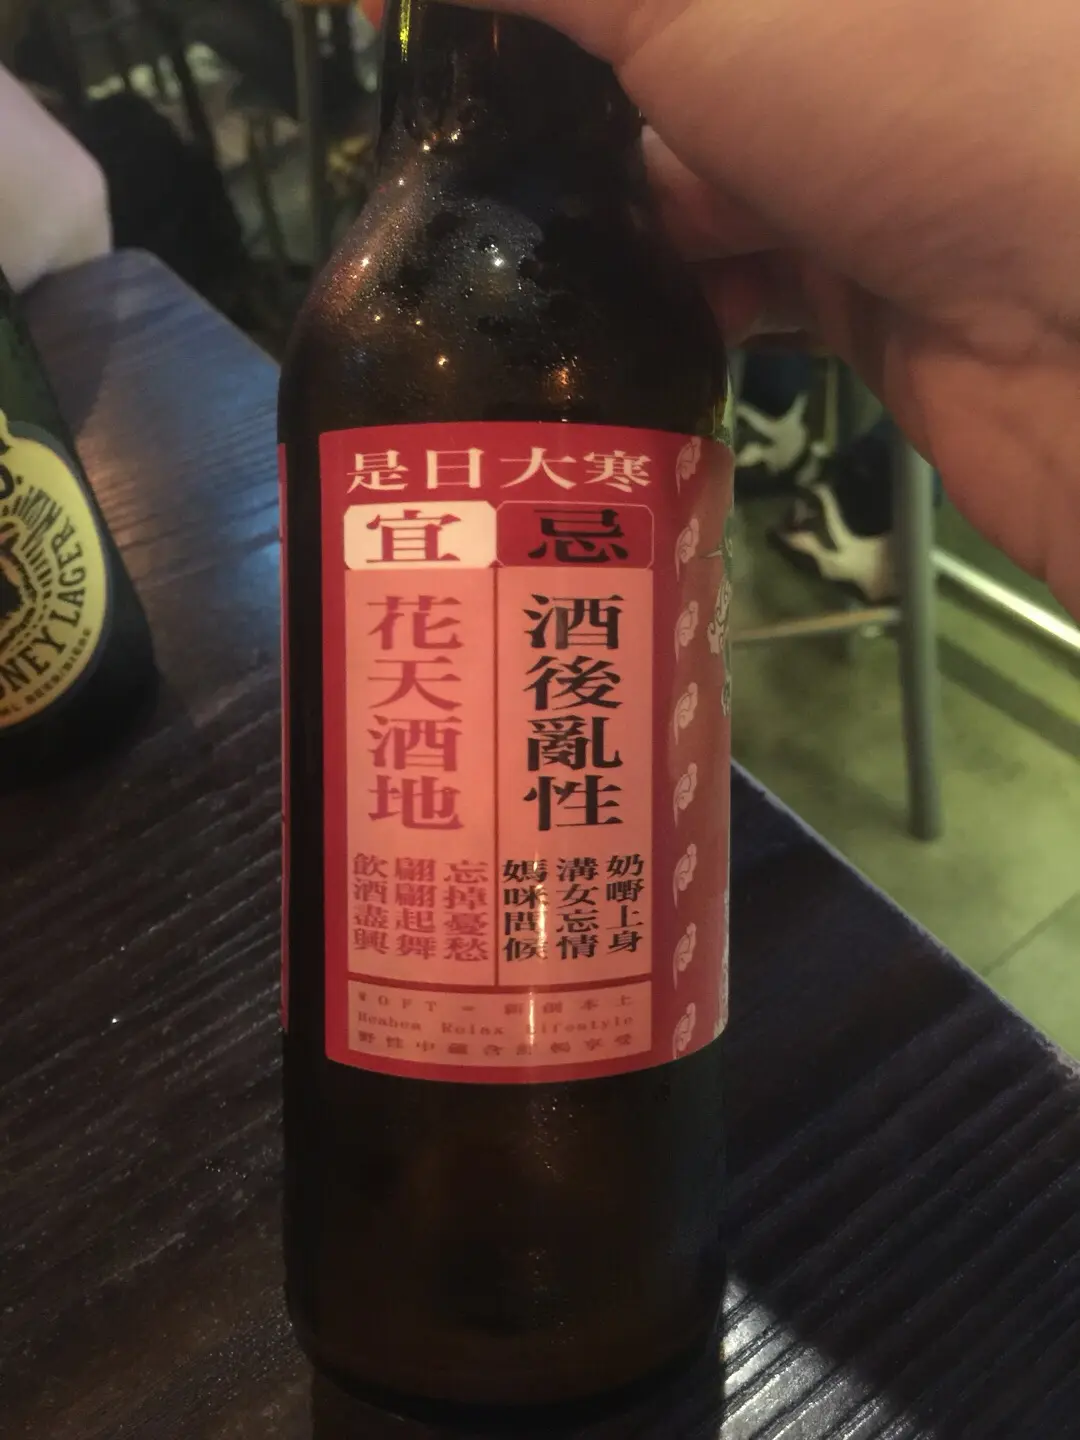 是日大寒
宜
忌
花天酒地
酒後亂性
忘掉憂愁
翩翩起舞
飲酒盡興
奶嘢上身
溝女忘情
媽咪問候
Lifestyle
HONEY LAGER